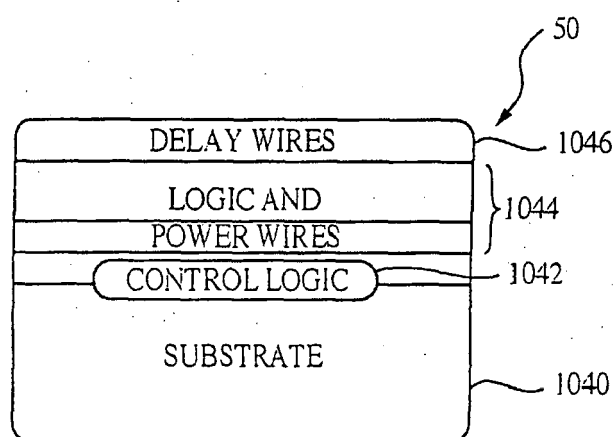 50
DELAY WIRES
1046
LOGIC AND
1044
POWER WIRES
CONTROL LOGIC
1042
SUBSTRATE
1040